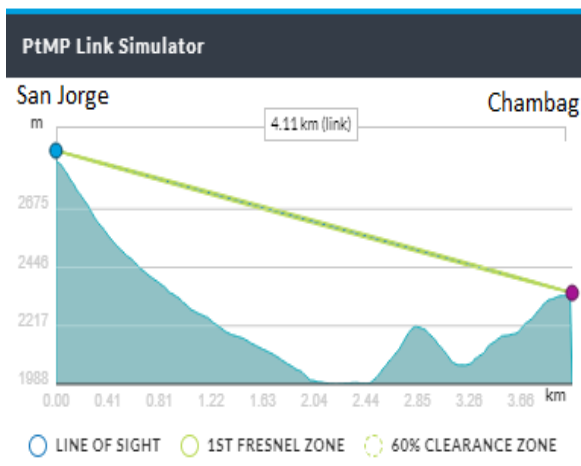 PtMP Link Simulator
San Jorge
Chambag
m
4.11 km (link)
2675
2446
2217
1988
0.00 0.41 0.81 1.22 1.63 2.04 2.44 2.85 3.26 3.66 km
LINE OF SIGHT 1ST FRESNEL ZONE 60% CLEARANCE ZONE